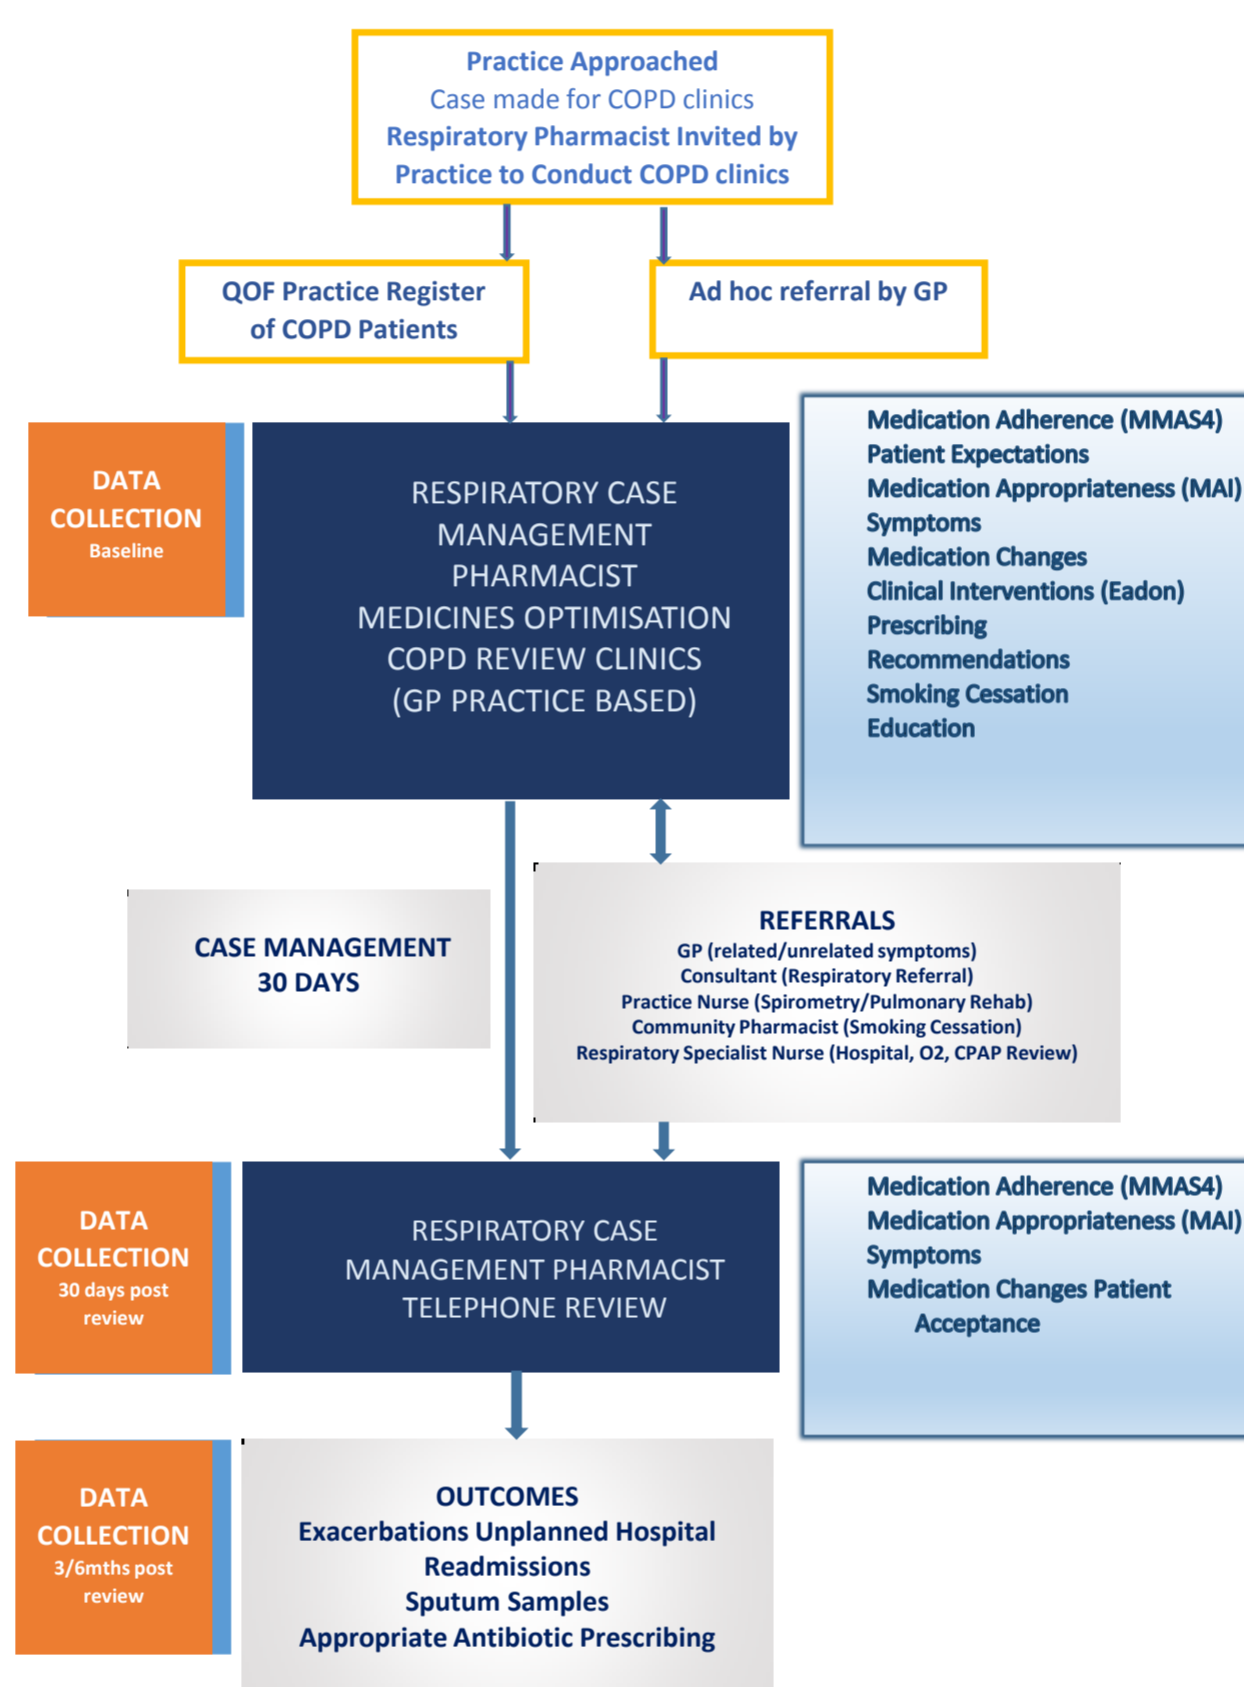 Practice Approached
Case made for COPD clinics
Respiratory Pharmacist Invited by
Practice to Conduct COPD clinics
QOF Practice Register
of COPD Patients
Ad hoc referral by GP
DATA
COLLECTION
Baseline
RESPIRATORY CASE
MANAGEMENT
PHARMACIST
MEDICINES OPTIMISATION
COPD REVIEW CLINICS
(GP PRACTICE BASED)
Medication Adherence (MMAS4)
Patient Expectations
Medication Appropriateness (MAI)
Symptoms
Medication Changes
Clinical Interventions (Eadon)
Prescribing
Recommendations
Smoking Cessation
Education
CASE MANAGEMENT
30 DAYS
REFERRALS
GP (related/unrelated symptoms)
Consultant (Respiratory Referral)
Practice Nurse (Spirometry/Pulmonary Rehab)
Community Pharmacist (Smoking Cessation)
Respiratory Specialist Nurse (Hospital, O2, CPAP Review)
DATA
COLLECTION
30 days post
review
RESPIRATORY CASE
MANAGEMENT PHARMACIST
TELEPHONE REVIEW
Medication Adherence (MMAS4)
Medication Appropriateness (MAI)
Symptoms
Medication Changes Patient
Acceptance
DATA
COLLECTION
3/6mths post
review
OUTCOMES
Exacerbations Unplanned Hospital
Readmissions
Sputum Samples
Appropriate Antibiotic Prescribing